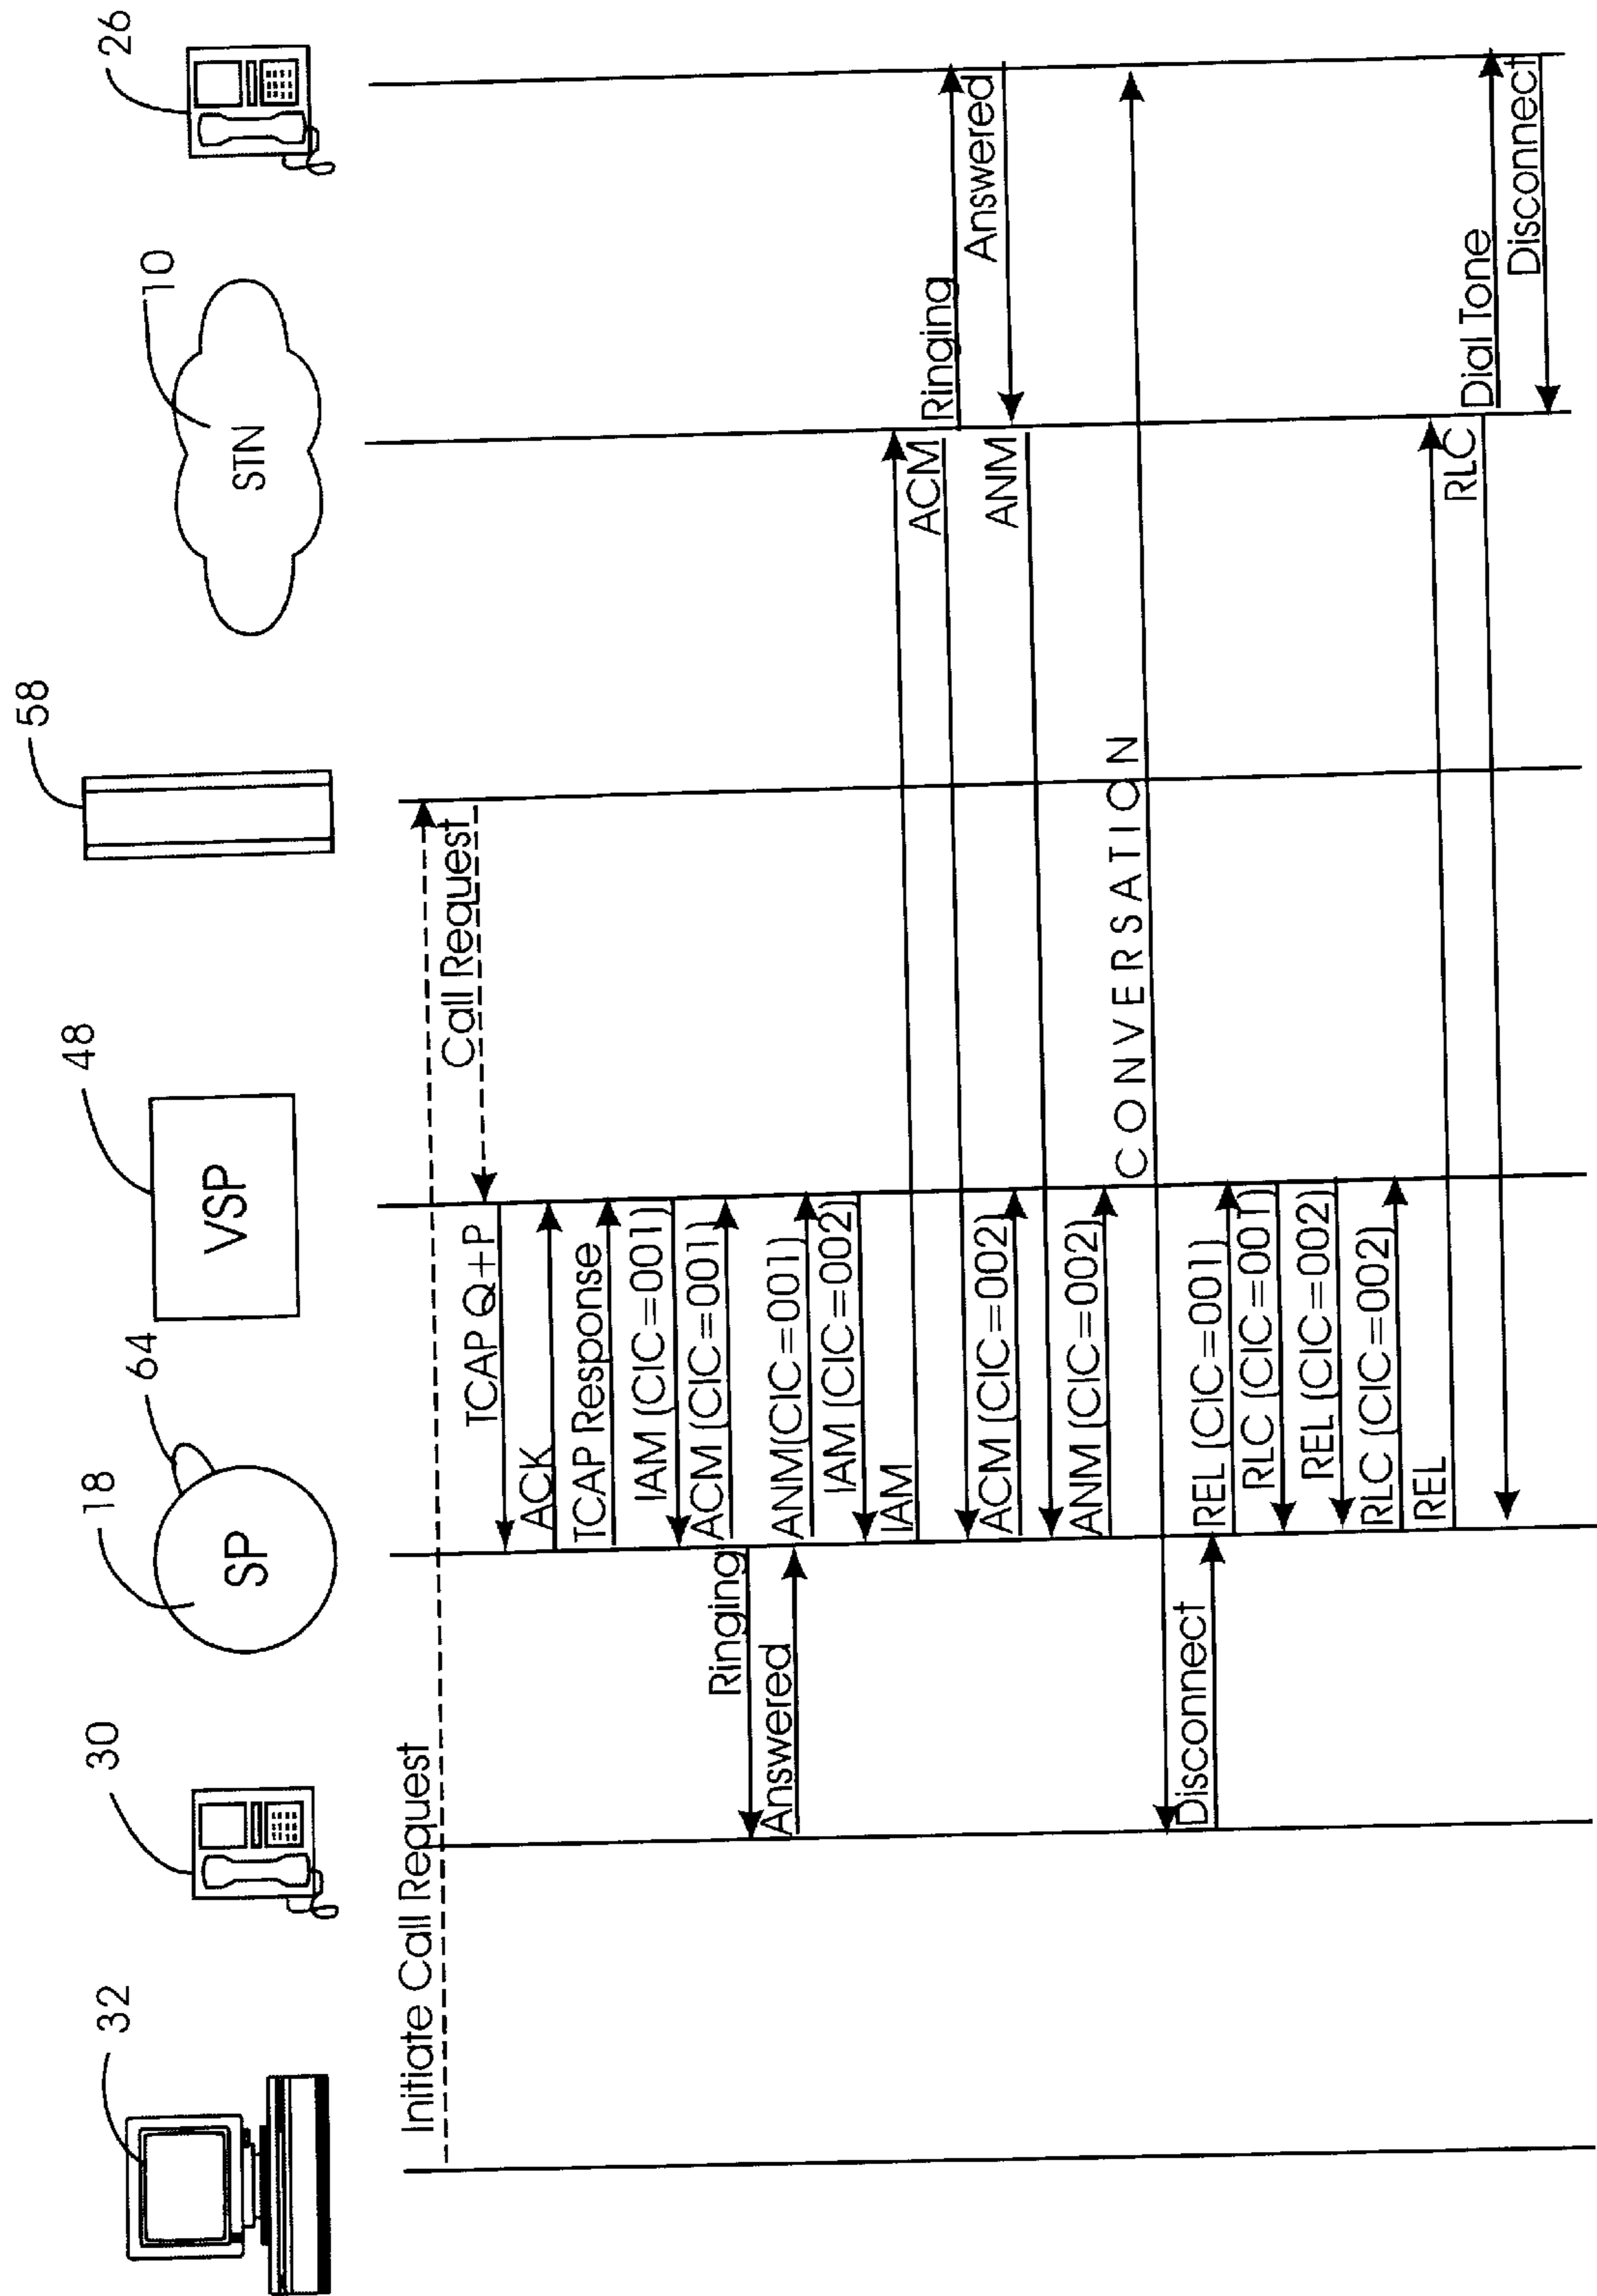 32
30
18
64
48
58
10
26
SP
VSP
STN
Initiate Call Request
Call Request
TCAP Q+P
ACK
TCAP Response
IAM (CIC=001)
ACM (CIC=001)
Ringing
Answered
ANM(CIC=001)
IAM (CIC=002)
IAM
ACM
Ringing
ACM (CIC=002)
Answered
ANM
ANM (CIC=002)
CONVERSATION
Disconnect
REL (CIC=001)
RLC (CIC=001)
REL (CIC=002)
RLC (CIC=002)
REL
RLC
Dial Tone
Disconnect